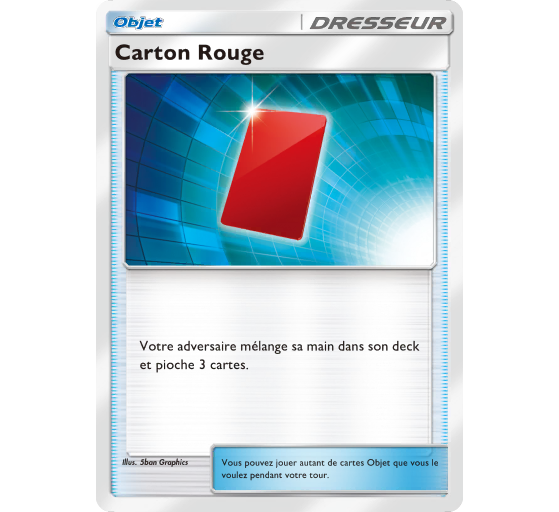 Objet
DRESSEUR
Carton Rouge
Votre adversaire mélange sa main dans son deck
et pioche 3 cartes.
Illus. 5ban Graphics
Vous pouvez jouer autant de cartes Objet que vous le
voulez pendant votre tour.